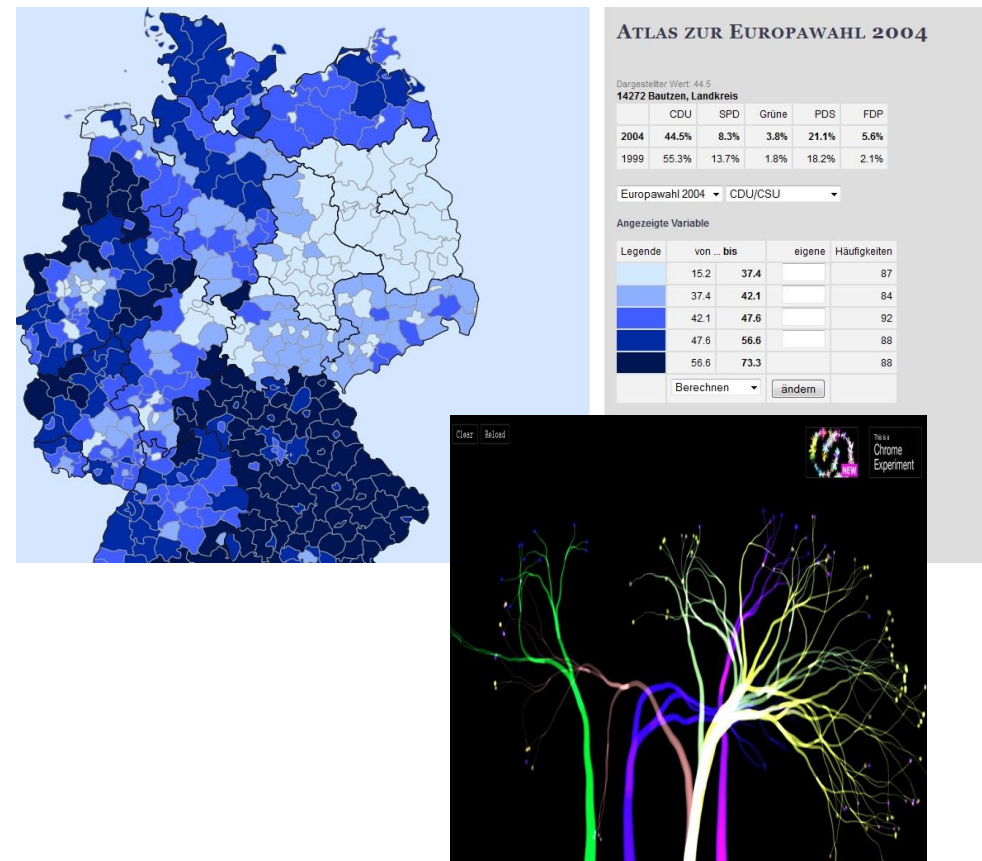 ATLAS ZUR EUROPAWAHL 2004
Dargestellter Wert: 44.5
14272 Bautzen, Landkreis
CDU SPD Grüne PDS FDP
2004 44.5% 8.3% 3.8% 21.1% 5.6%
1999 55.3% 13.7% 1.8% 18.2% 2.1%
Europawahl 2004 CDU/CSU
Angezeigte Variable
Legende von ... bis eigene Häufigkeiten
15.2 37.4 87
37.4 42.1 84
42.1 47.6 92
47.6 56.6 88
56.6 73.3 88
Berechnen ändern
Clear Reload
NEW
This is a
Chrome
Experiment